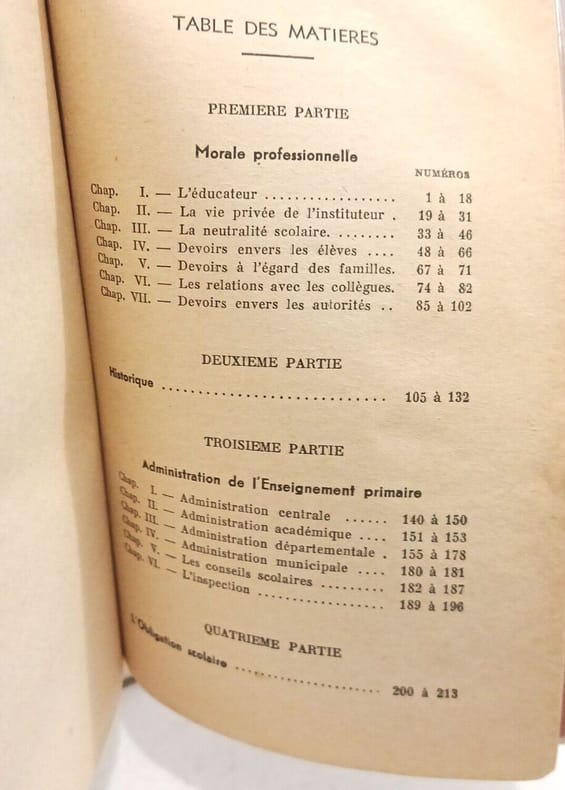 TABLE DES MATIERES
PREMIERE PARTIE
Morale professionnelle
NUMÉROS
Chap. I. — L'éducateur .................. 1 à 18
Chap. II. — La vie privée de l'instituteur . 19 à 31
Chap. III. — La neutralité scolaire. ........ 33 à 46
Chap. IV. — Devoirs envers les élèves .... 48 à 66
Chap. V. — Devoirs à l'égard des familles. 67 à 71
Chap. VI. — Les relations avec les collègues. 74 à 82
Chap. VII. — Devoirs envers les autorités .. 85 à 102
DEUXIEME PARTIE
Historique ............................ 105 à 132
TROISIEME PARTIE
Administration de l'Enseignement primaire
Chap. I. — Administration centrale ...... 140 à 150
Chap. II. — Administration académique .... 151 à 153
Chap. III. — Administration départementale . 155 à 178
Chap. IV. — Administration municipale .... 180 à 181
Chap. V. — Les conseils scolaires ......... 182 à 187
Chap. VI. — L'inspection .................. 189 à 196
QUATRIEME PARTIE
L'Obligation scolaire ..................... 200 à 213